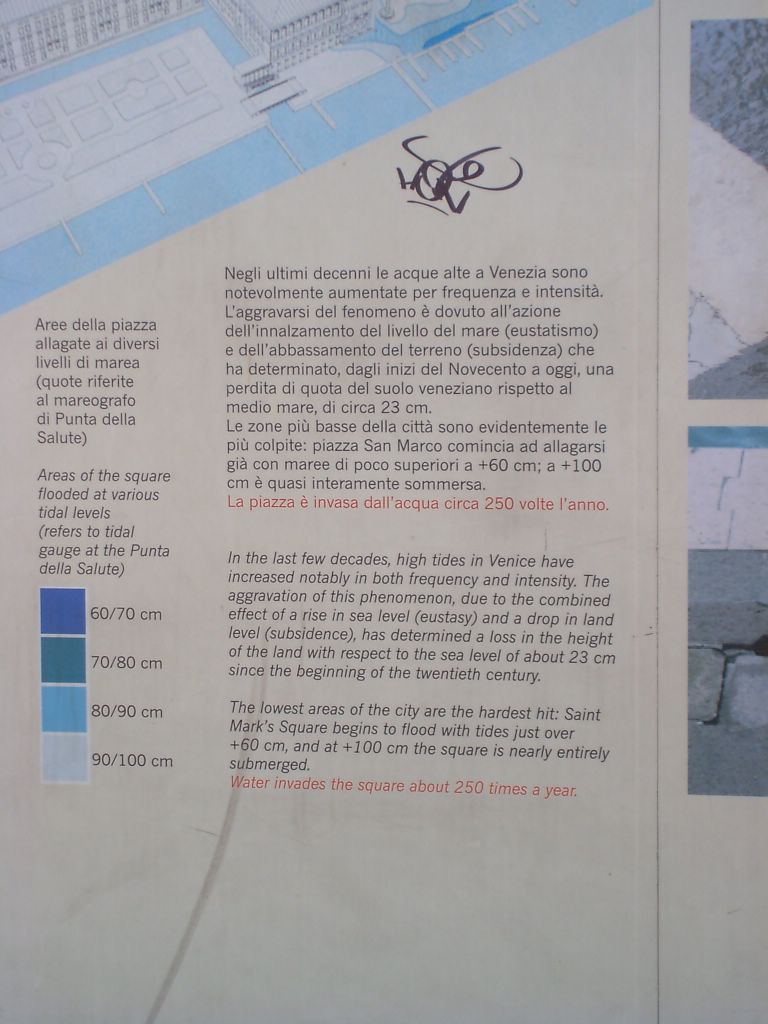 Aree della piazza
allagate ai diversi
livelli di marea
(quote riferite
al mareografo
di Punta della
Salute)
Areas of the square
flooded at various
tidal levels
(refers to tidal
gauge at the Punta
della Salute)
60/70 cm
70/80 cm
80/90 cm
90/100 cm
Negli ultimi decenni le acque alte a Venezia sono
notevolmente aumentate per frequenza e intensità.
L'aggravarsi del fenomeno è dovuto all'azione
dell'innalzamento del livello del mare (eustatismo)
e dell'abbassamento del terreno (subsidenza) che
ha determinato, dagli inizi del Novecento a oggi, una
perdita di quota del suolo veneziano rispetto al
medio mare, di circa 23 cm.
Le zone più basse della città sono evidentemente le
più colpite: piazza San Marco comincia ad allagarsi
già con maree di poco superiori a +60 cm; a +100
cm è quasi interamente sommersa.
La piazza è invasa dall'acqua circa 250 volte l'anno.
In the last few decades, high tides in Venice have
increased notably in both frequency and intensity. The
aggravation of this phenomenon, due to the combined
effect of a rise in sea level (eustasy) and a drop in land
level (subsidence), has determined a loss in the height
of the land with respect to the sea level of about 23 cm
since the beginning of the twentieth century.
The lowest areas of the city are the hardest hit: Saint
Mark's Square begins to flood with tides just over
+60 cm, and at +100 cm the square is nearly entirely
submerged.
Water invades the square about 250 times a year.